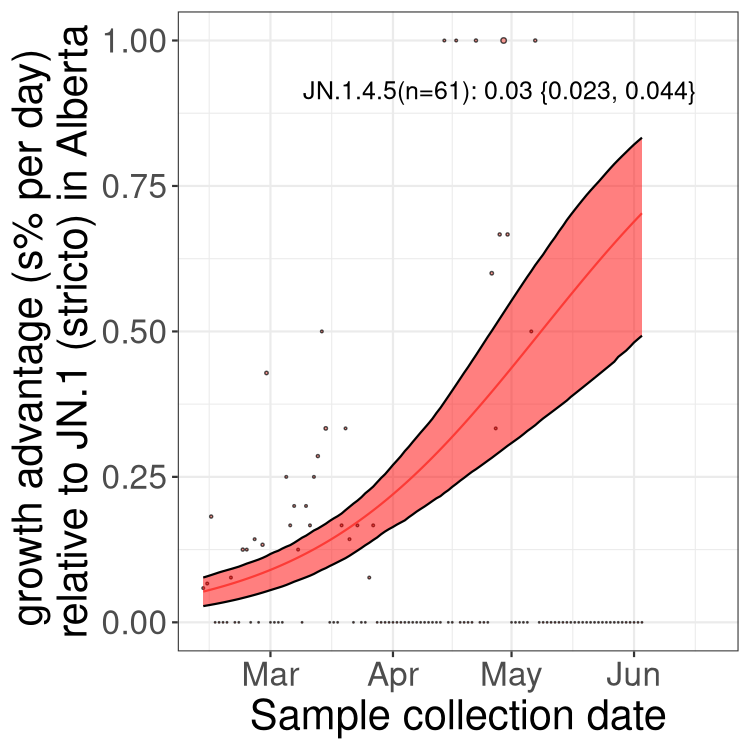 growth advantage (s% per day)
relative to JN.1 (stricto) in Alberta
1.00
0.75
0.50
0.25
0.00
JN.1.4.5(n=61): 0.03 {0.023, 0.044}
Mar Apr May Jun
Sample collection date